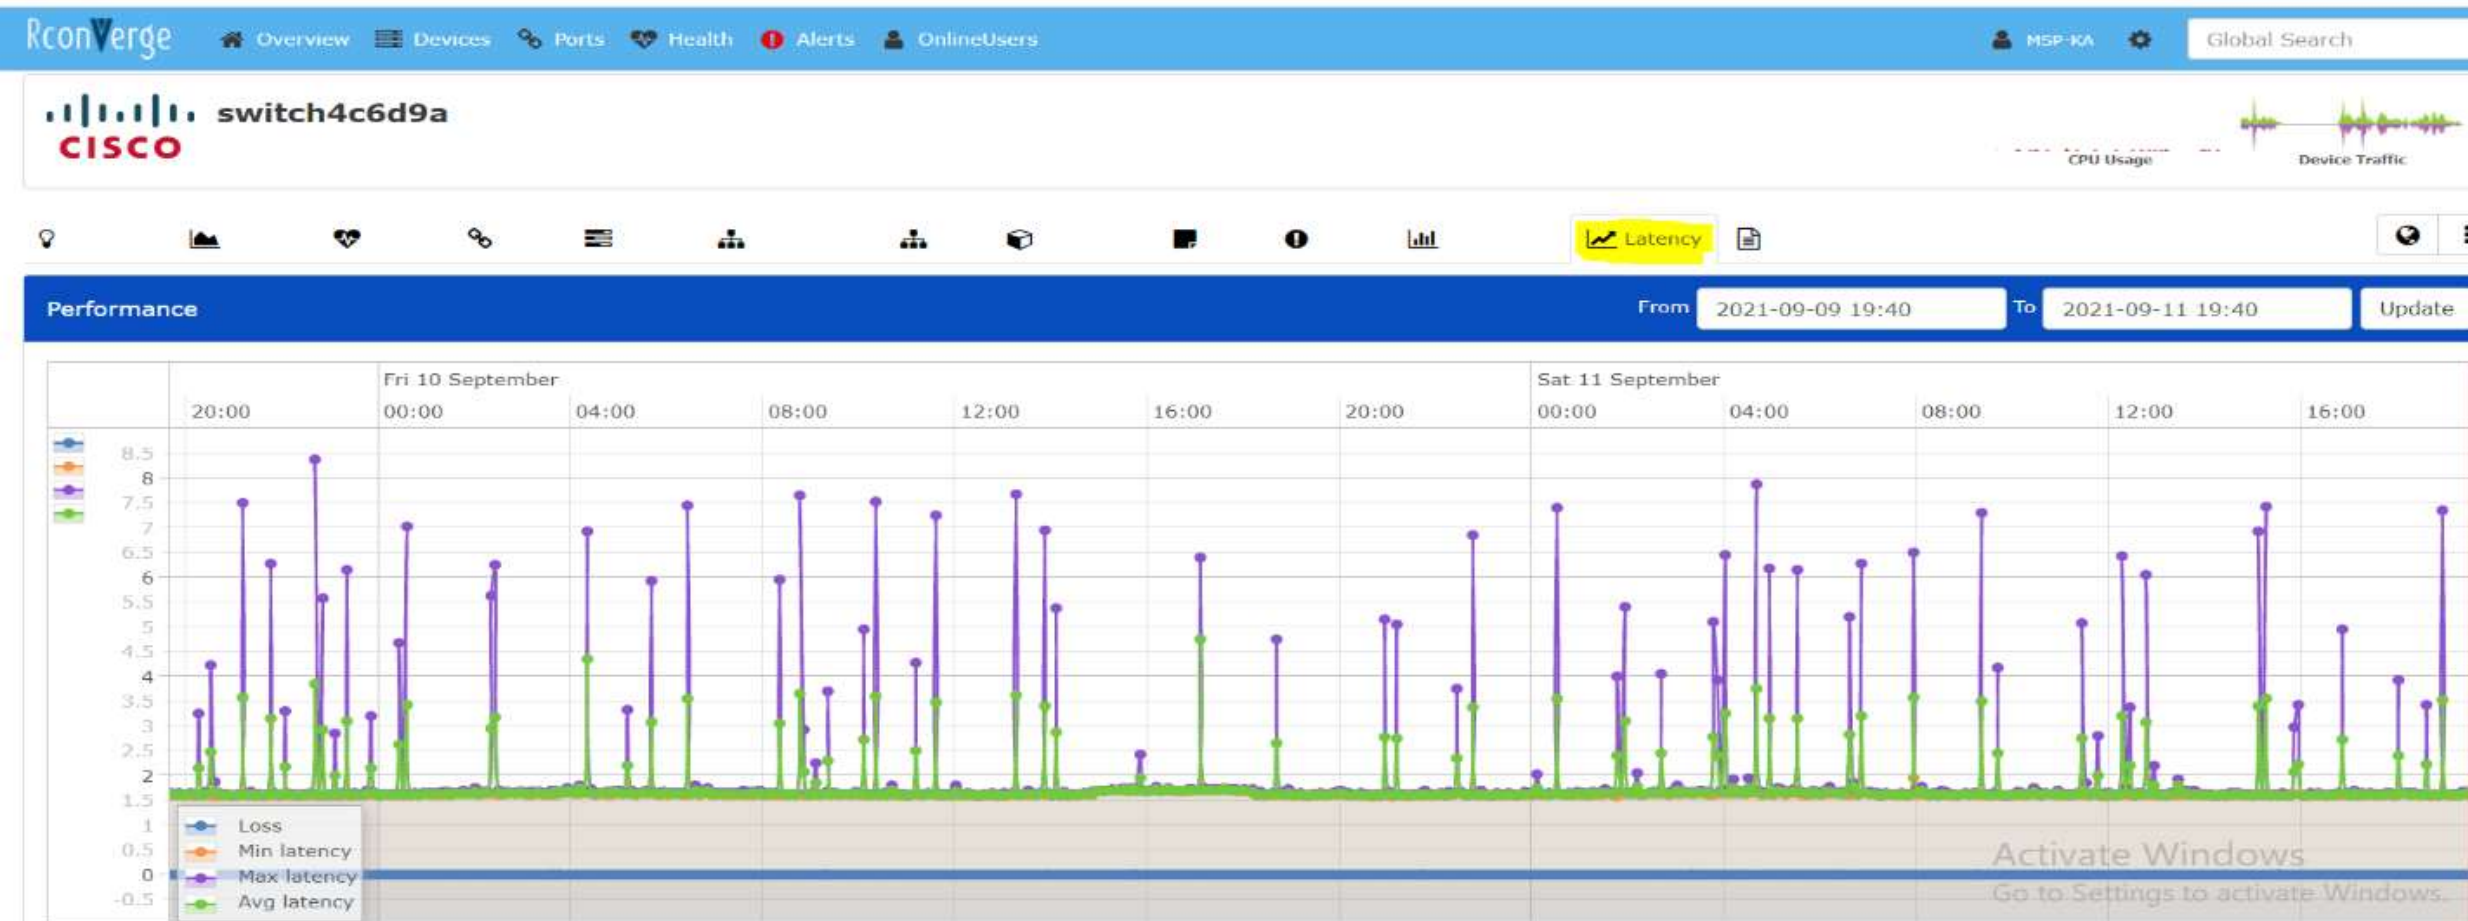 RconVerge Overview Devices Ports Health Alerts OnlineUsers MSP-KA Global Search
CISCO switch4c6d9a
CPU Usage Device Traffic
Latency
Performance From 2021-09-09 19:40 To 2021-09-11 19:40 Update
Fri 10 September Sat 11 September
20:00 00:00 04:00 08:00 12:00 16:00 20:00 00:00 04:00 08:00 12:00 16:00
8.5
8
7.5
7
6.5
6
5.5
5
4.5
4
3.5
3
2.5
2
1.5
1
0.5
0
-0.5
Loss
Min latency
Max latency
Avg latency
Activate Windows
Go to Settings to activate Windows.